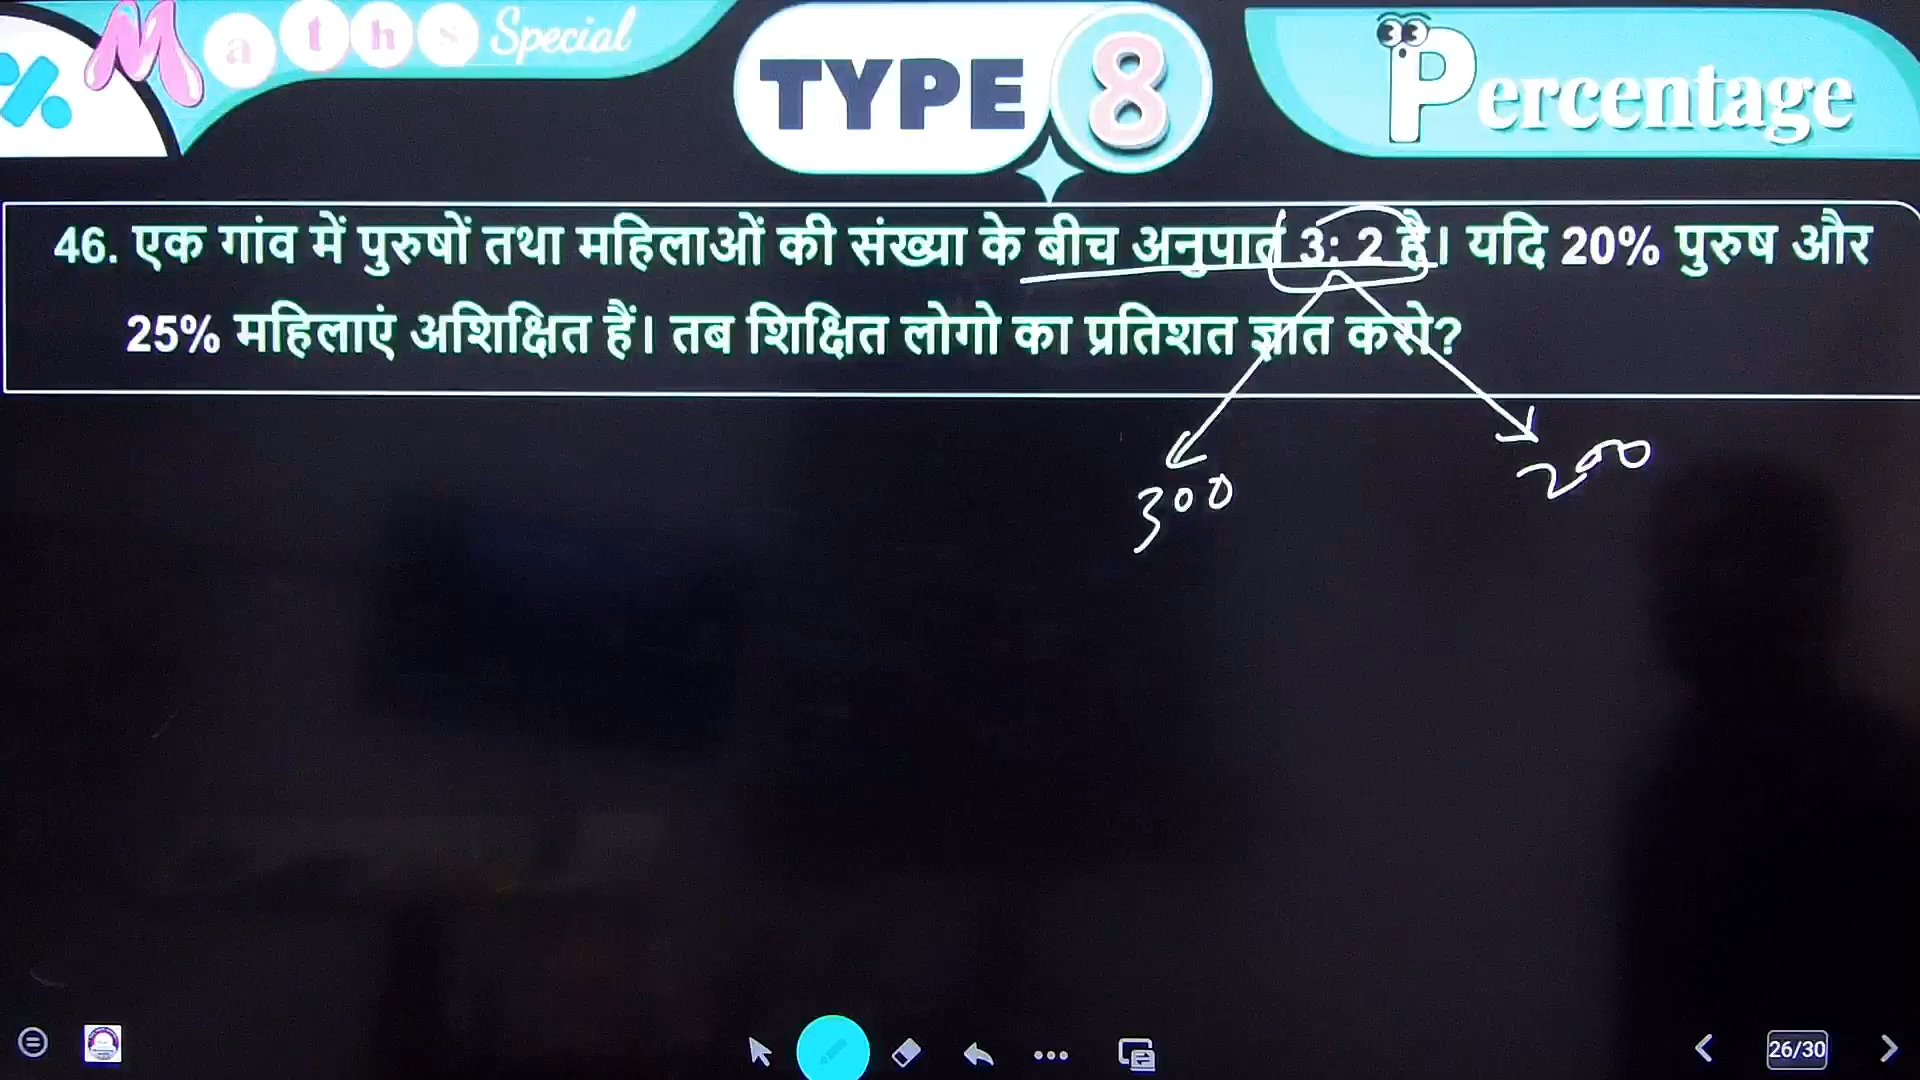 Maths Special
TYPE 8
Percentage
46. एक गांव में पुरुषों तथा महिलाओं की संख्या के बीच अनुपात 3: 2 है। यदि 20% पुरुष और
25% महिलाएं अशिक्षित हैं। तब शिक्षित लोगो का प्रतिशत ज्ञात करो?
300
200
26/30